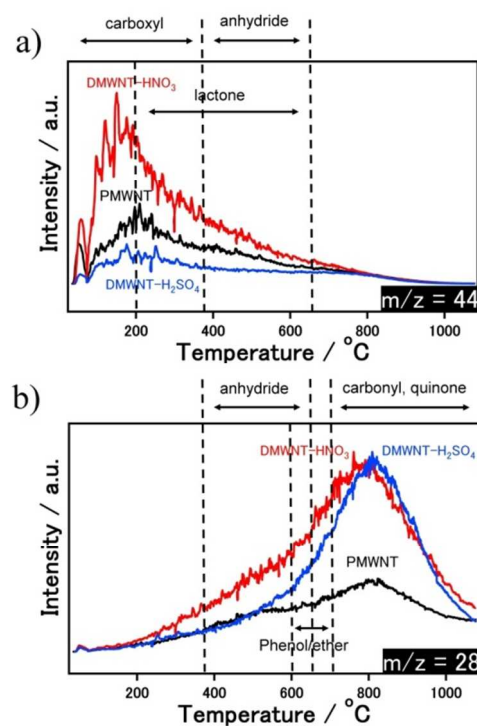 a)
carboxyl
anhydride
DMWNT-HNO₃
lactone
PMWNT
DMWNT-H₂SO₄
m/z = 44
Intensity / a.u.
200 400 600 800 1000
Temperature / °C
b)
anhydride
carbonyl, quinone
DMWNT-HNO₃
DMWNT-H₂SO₄
PMWNT
Phenol/ether
m/z = 28
Intensity / a.u.
200 400 600 800 1000
Temperature / °C